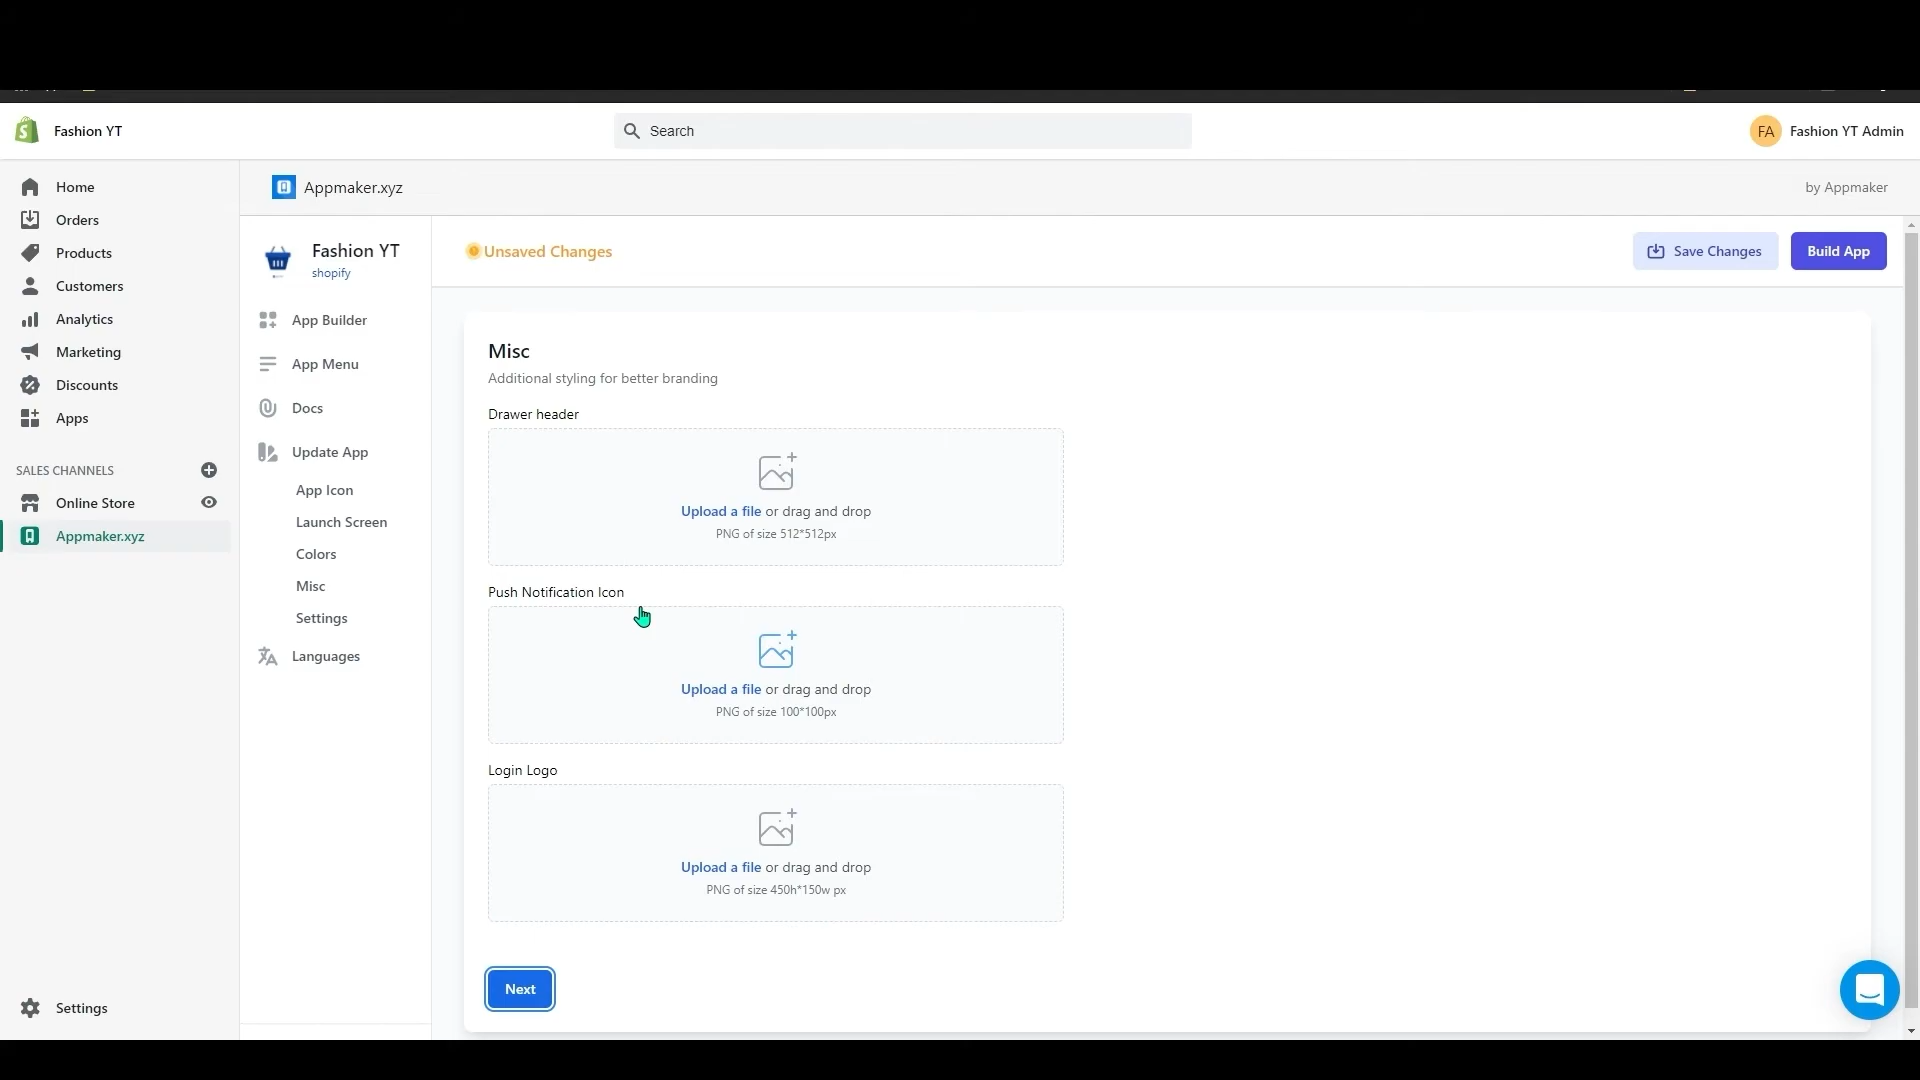 Fashion YT
Search
FA
Fashion YT Admin
Home
Orders
Products
Customers
Analytics
Marketing
Discounts
Apps
SALES CHANNELS
Online Store
Appmaker.xyz
Settings
Appmaker.xyz
by Appmaker
Fashion YT
shopify
App Builder
App Menu
Docs
Update App
App Icon
Launch Screen
Colors
Misc
Settings
Languages
Unsaved Changes
Save Changes
Build App
Misc
Additional styling for better branding
Drawer header
Upload a file or drag and drop
PNG of size 512*512px
Push Notification Icon
Upload a file or drag and drop
PNG of size 100*100px
Login Logo
Upload a file or drag and drop
PNG of size 450h*150w px
Next